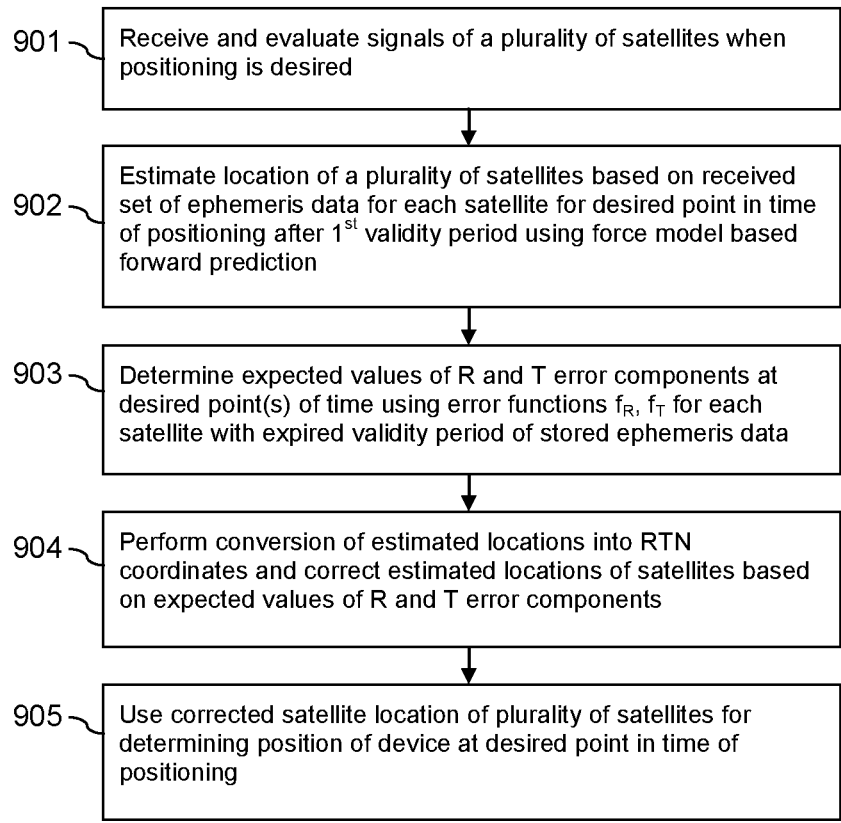 901
Receive and evaluate signals of a plurality of satellites when
positioning is desired
902
Estimate location of a plurality of satellites based on received
set of ephemeris data for each satellite for desired point in time
of positioning after 1st validity period using force model based
forward prediction
903
Determine expected values of R and T error components at
desired point(s) of time using error functions fR, fT for each
satellite with expired validity period of stored ephemeris data
904
Perform conversion of estimated locations into RTN
coordinates and correct estimated locations of satellites based
on expected values of R and T error components
905
Use corrected satellite location of plurality of satellites for
determining position of device at desired point in time of
positioning